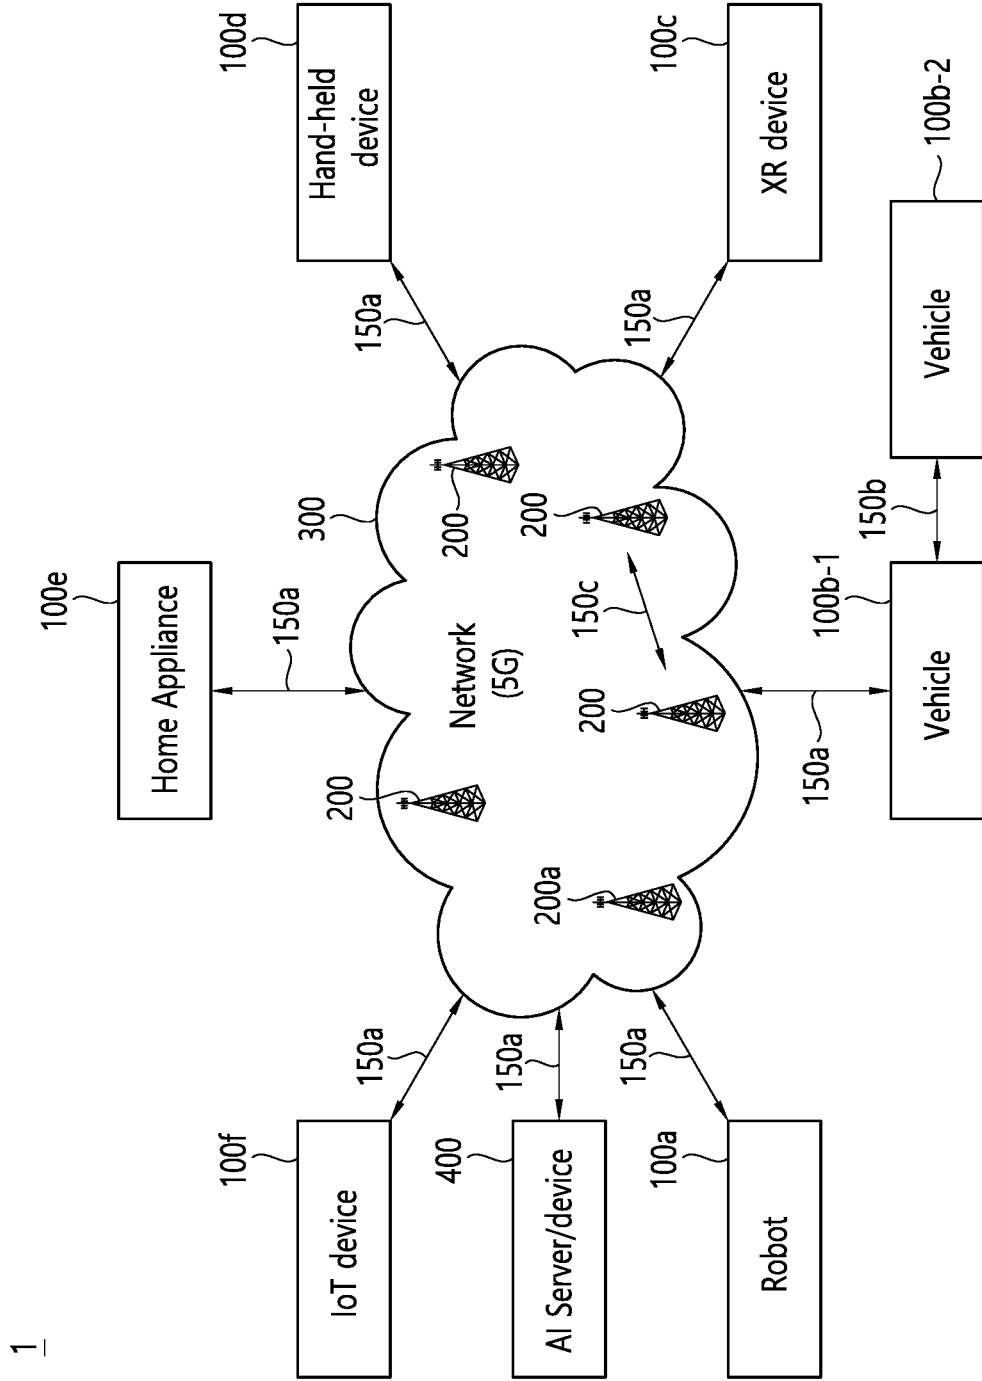 1
100e
Home Appliance
150a
100f
IoT device
150a
300
100d
Hand-held
device
150a
200
200
Network
(5G)
400
AI Server/device
150a
200a
200
200
150c
100a
Robot
150a
100c
XR device
150a
150a
100b-1
Vehicle
150b
100b-2
Vehicle